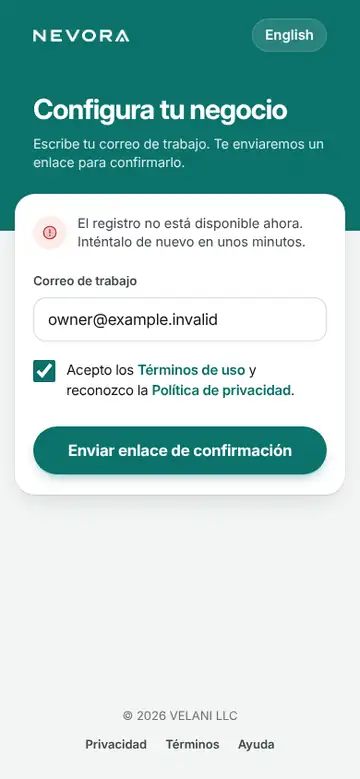 NEVORA
English
Configura tu negocio
Escribe tu correo de trabajo. Te enviaremos un
enlace para confirmarlo.
El registro no está disponible ahora.
Inténtalo de nuevo en unos minutos.
Correo de trabajo
owner@example.invalid
Acepto los Términos de uso y
reconozco la Política de privacidad.
Enviar enlace de confirmación
© 2026 VELANI LLC
Privacidad Términos Ayuda